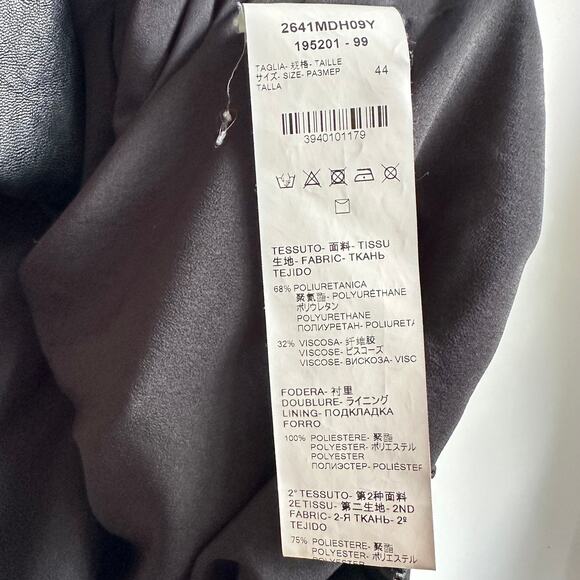 2641MDH09Y
195201 - 99
TAGLIA- 规格- TAILLE
サイズ- SIZE- РАЗМЕР
TALLA
44
3940101179
TESSUTO- 面料- TISSU
生地- FABRIC- ТКАНЬ
TEJIDO
68% POLIURETANICA
聚氨酯- POLYURÉTHANE
ポリウレタン
POLYURETHANE
ПОЛИУРЕТАН- POLIURETA
32% VISCOSA- 纤维胶
VISCOSE- ビスコーズ
VISCOSE- ВИСКОЗА- VISC
FODERA- 衬里
DOUBLURE- ライニング
LINING- ПОДКЛАДКА
FORRO
100% POLIESTERE- 聚酯
POLYESTER- ポリエステル
POLYESTER
ПОЛИЭСТЕР- POLIÉSTER
2° TESSUTO- 第2种面料
2E TISSU- 第二生地- 2ND
FABRIC- 2-Я ТКАНЬ- 2º
TEJIDO
75% POLIESTERE- 聚酯
POLYESTER- ポリエステル